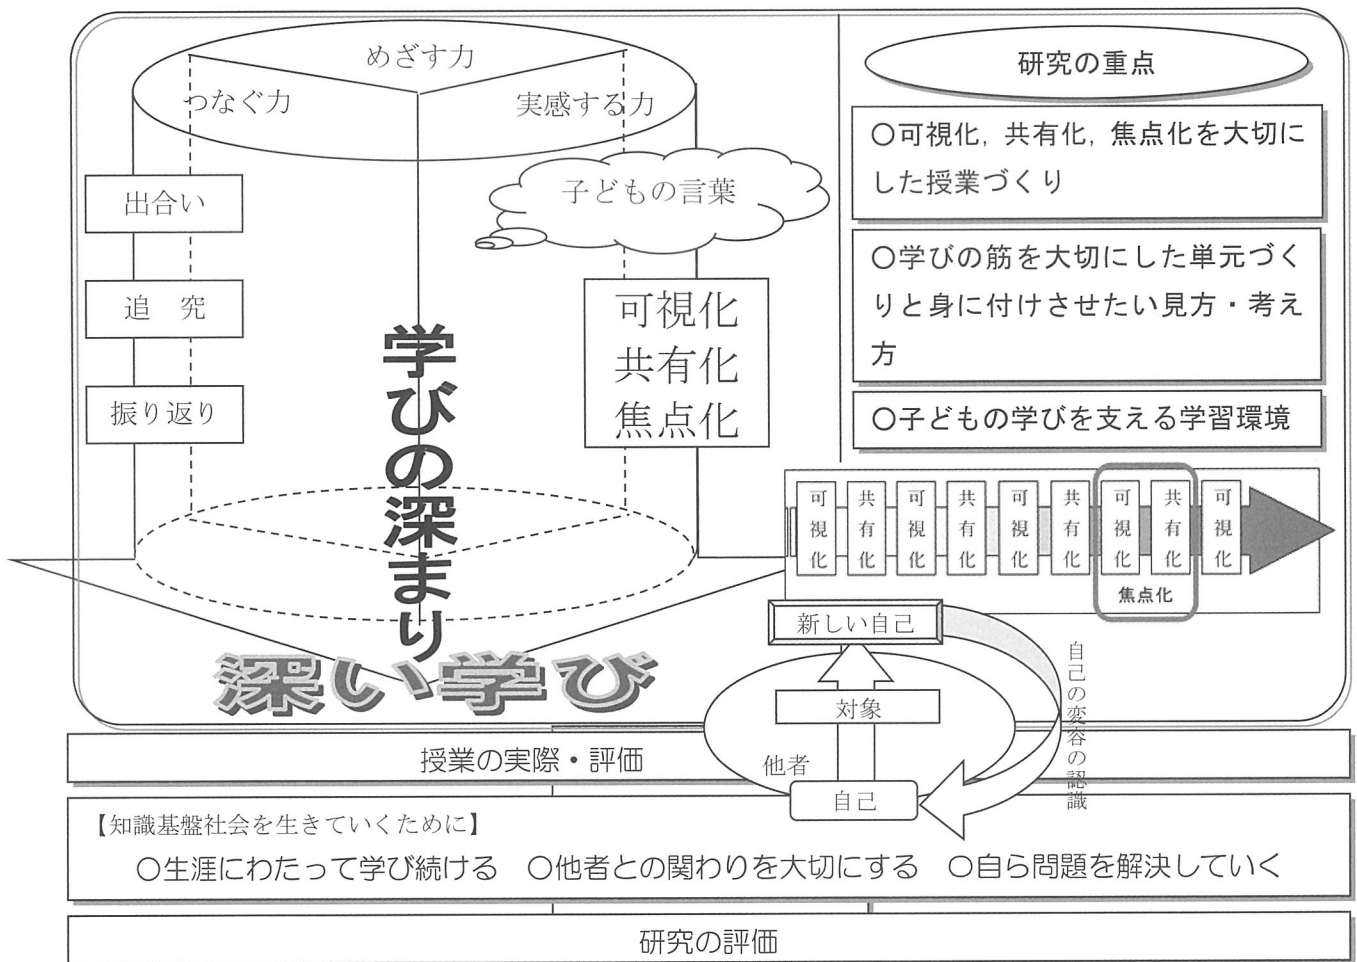 めざす力
つなぐ力
実感する力
出合い
追　究
振り返り
子どもの言葉
可視化
共有化
焦点化
学びの深まり
深い学び
研究の重点
○可視化，共有化，焦点化を大切に
した授業づくり
○学びの筋を大切にした単元づく
りと身に付けさせたい見方・考え
方
○子どもの学びを支える学習環境
可視化
共有化
可視化
共有化
可視化
共有化
可視化
共有化
可視化
焦点化
新しい自己
対象
他者
自己
自己の変容の認識
授業の実際・評価
【知識基盤社会を生きていくために】
○生涯にわたって学び続ける　○他者との関わりを大切にする　○自ら問題を解決していく
研究の評価